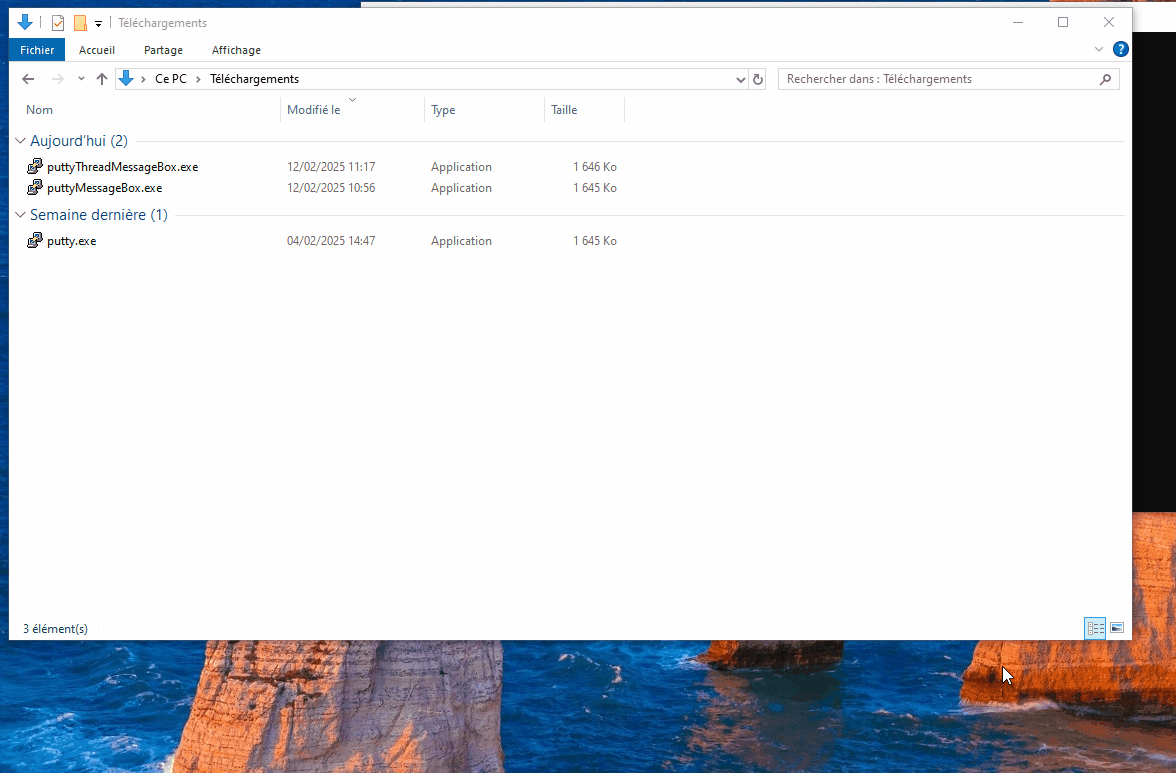 Téléchargements
Fichier Accueil Partage Affichage
Ce PC Téléchargements Rechercher dans : Téléchargements
Nom Modifié le Type Taille
Aujourd'hui (2)
puttyThreadMessageBox.exe 12/02/2025 11:17 Application 1 646 Ko
puttyMessageBox.exe 12/02/2025 10:56 Application 1 645 Ko
Semaine dernière (1)
putty.exe 04/02/2025 14:47 Application 1 645 Ko
3 élément(s)